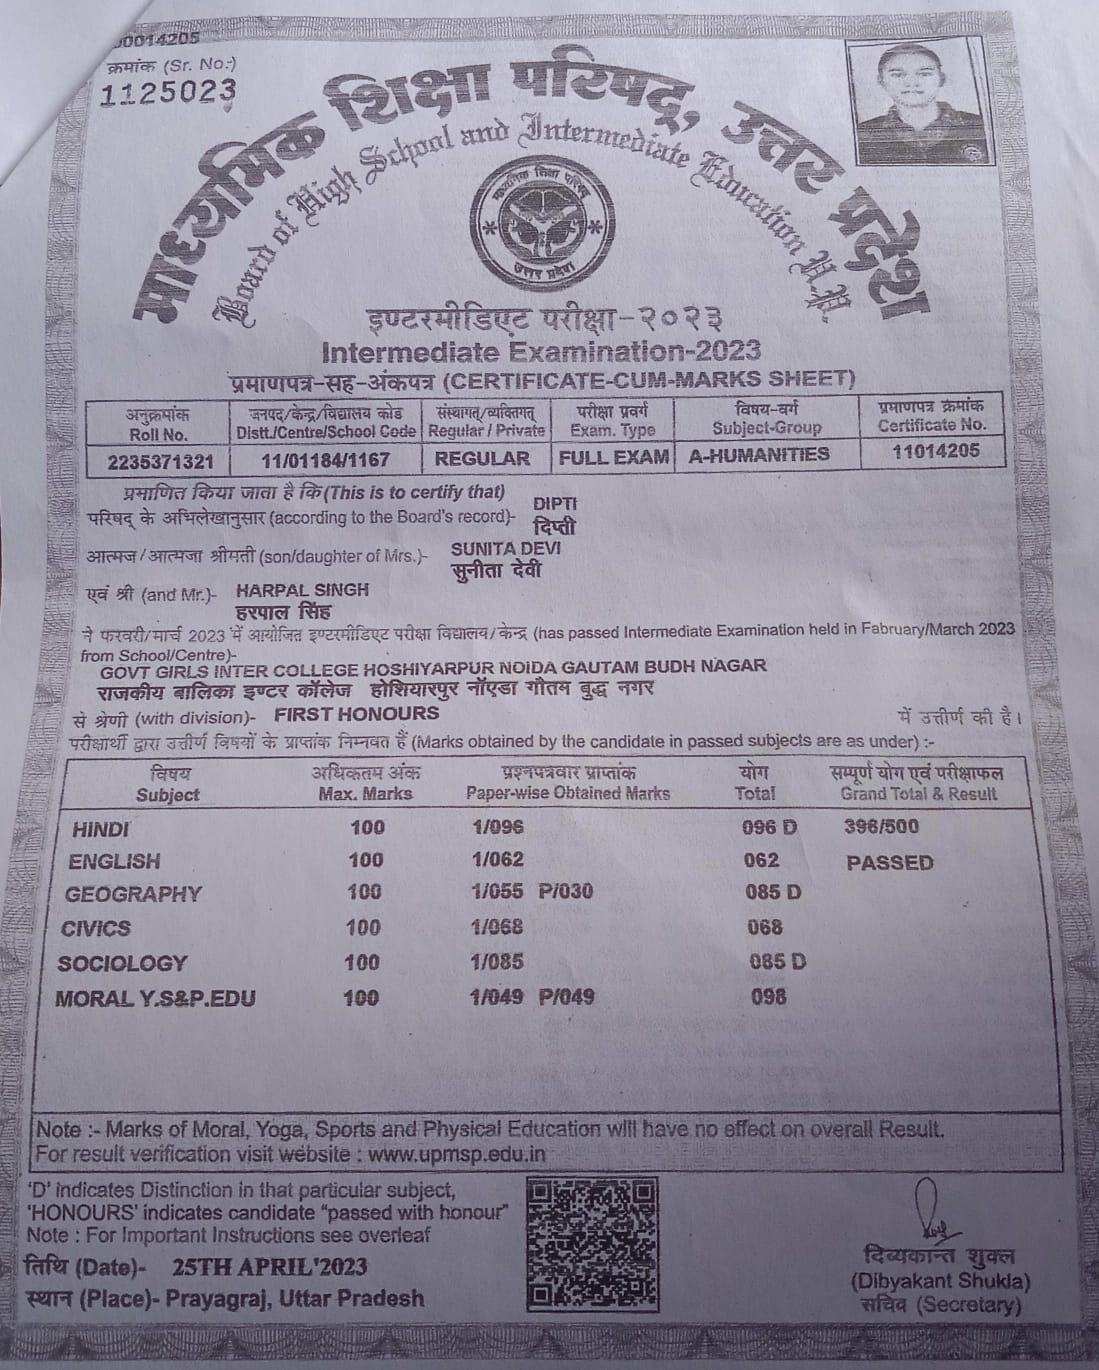 00014205
क्रमांक (Sr. No:)
1125023
माध्यमिक शिक्षा परिषद्, उत्तर प्रदेश
Board of High School and Intermediate Education U.P.
माध्यमिक शिक्षा परिषद्
उत्तर प्रदेश
इण्टरमीडिएट परीक्षा-२०२३
Intermediate Examination-2023
प्रमाणपत्र-सह-अंकपत्र (CERTIFICATE-CUM-MARKS SHEET)
अनुक्रमांक जनपद/केन्द्र/विद्यालय कोड संस्थागत्/व्यक्तिगत् परीक्षा प्रवर्ग विषय-वर्ग प्रमाणपत्र क्रमांक
Roll No. Distt./Centre/School Code Regular / Private Exam. Type Subject-Group Certificate No.
2235371321 11/01184/1167 REGULAR FULL EXAM A-HUMANITIES 11014205
प्रमाणित किया जाता है कि (This is to certify that)
परिषद् के अभिलेखानुसार (according to the Board's record)- DIPTI
दिप्ती
आत्मज / आत्मजा श्रीमती (son/daughter of Mrs.)- SUNITA DEVI
सुनीता देवी
एवं श्री (and Mr.)- HARPAL SINGH
हरपाल सिंह
ने फरवरी/मार्च 2023 में आयोजित इण्टरमीडिएट परीक्षा विद्यालय/ केन्द्र (has passed Intermediate Examination held in Fabruary/March 2023
from School/Centre)-
GOVT GIRLS INTER COLLEGE HOSHIYARPUR NOIDA GAUTAM BUDH NAGAR
राजकीय बालिका इण्टर कॉलेज होशियारपुर नॉएडा गौतम बुद्ध नगर
से श्रेणी (with division)- FIRST HONOURS में उत्तीर्ण की है।
परीक्षार्थी द्वारा उत्तीर्ण विषयों के प्राप्तांक निम्नवत हैं (Marks obtained by the candidate in passed subjects are as under) :-
विषय अधिकतम अंक प्रश्नपत्रवार प्राप्तांक योग सम्पूर्ण योग एवं परीक्षाफल
Subject Max. Marks Paper-wise Obtained Marks Total Grand Total & Result
HINDI 100 1/096 096 D 396/500
ENGLISH 100 1/062 062 PASSED
GEOGRAPHY 100 1/055 P/030 085 D
CIVICS 100 1/068 068
SOCIOLOGY 100 1/085 085 D
MORAL Y.S&P.EDU 100 1/049 P/049 098
Note :- Marks of Moral, Yoga, Sports and Physical Education will have no effect on overall Result.
For result verification visit website : www.upmsp.edu.in
'D' indicates Distinction in that particular subject,
'HONOURS' indicates candidate "passed with honour"
Note : For Important Instructions see overleaf
तिथि (Date)- 25TH APRIL'2023
स्थान (Place)- Prayagraj, Uttar Pradesh
दिव्यकान्त शुक्ल
(Dibyakant Shukla)
सचिव (Secretary)